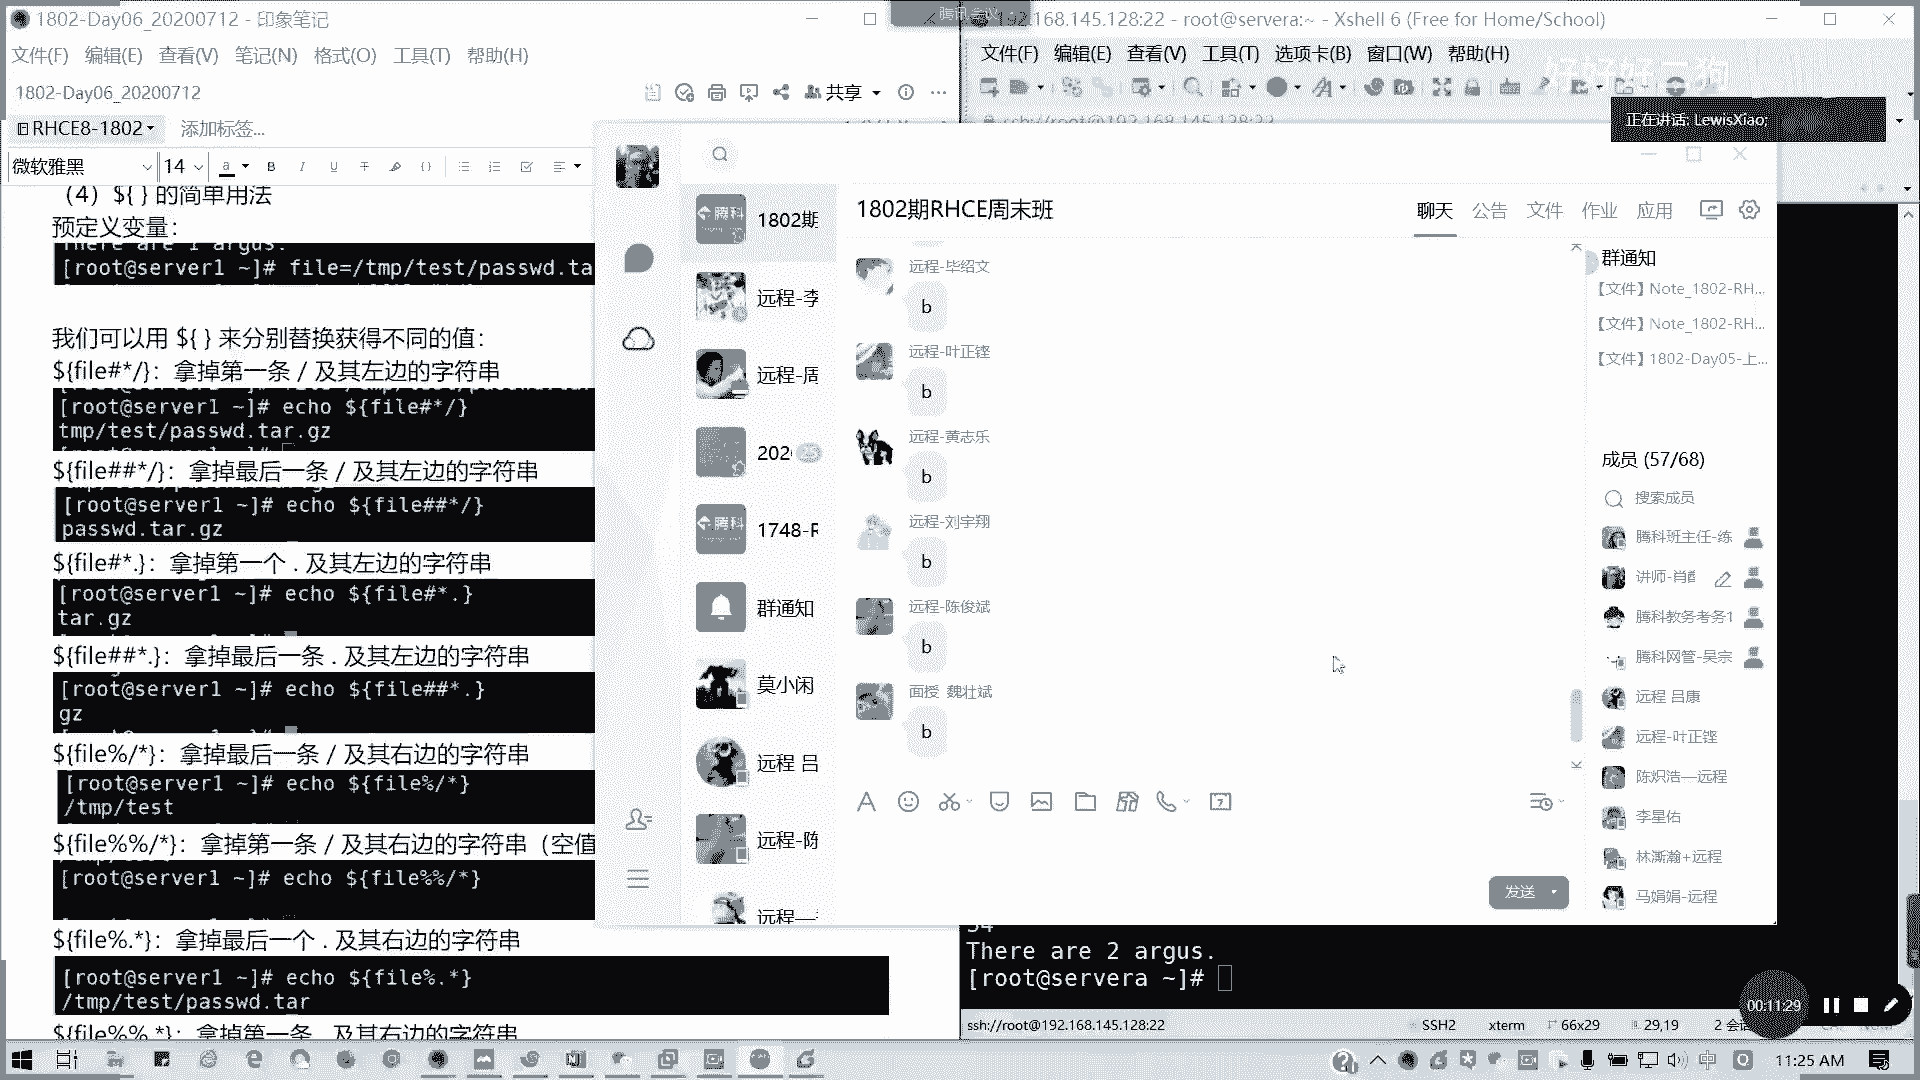 1802-Day06_20200712 - 印象笔记
文件(F) 编辑(E) 查看(V) 笔记(N) 格式(O) 工具(T) 帮助(H)
1802-Day06_20200712
共享
RHCE8-1802
添加标签...
微软雅黑
14
（4）${ } 的简单用法
预定义变量：
There are 1 argus.
[root@server1 ~]# file=/tmp/test/passwd.ta
我们可以用 ${ } 来分别替换获得不同的值：
${file#*/}：拿掉第一条 / 及其左边的字符串
[root@server1 ~]# echo ${file#*/}
tmp/test/passwd.tar.gz
${file##*/}：拿掉最后一条 / 及其左边的字符串
[root@server1 ~]# echo ${file##*/}
passwd.tar.gz
${file#*.}：拿掉第一个 . 及其左边的字符串
[root@server1 ~]# echo ${file#*.}
tar.gz
${file##*.}：拿掉最后一条 . 及其左边的字符串
[root@server1 ~]# echo ${file##*.}
gz
${file%/*}：拿掉最后一条 / 及其右边的字符串
[root@server1 ~]# echo ${file%/*}
/tmp/test
${file%%/*}：拿掉第一条 / 及其右边的字符串（空值
[root@server1 ~]# echo ${file%%/*}
${file%.*}：拿掉最后一个 . 及其右边的字符串
[root@server1 ~]# echo ${file%.*}
/tmp/test/passwd.tar
${file%%.*}：拿掉第一条 . 及其右边的字符串
腾讯会议
192.168.145.128:22 - root@servera:~ - Xshell 6 (Free for Home/School)
文件(F) 编辑(E) 查看(V) 工具(T) 选项卡(B) 窗口(W) 帮助(H)
ssh://root@192.168.145.128:22
正在讲话: LewisXiao;
1802期
远程-李
远程-周
202
1748-R
群通知
莫小闲
远程 吕
远程-陈
远程—
1802期RHCE周末班
聊天 公告 文件 作业 应用
远程-毕绍文
b
远程-叶正铿
b
远程-黄志乐
b
远程-刘宇翔
b
远程-陈俊斌
b
面授 魏壮斌
b
发送
群通知
【文件】Note_1802-RH...
【文件】Note_1802-RH...
【文件】1802-Day05-上...
成员 (57/68)
搜索成员
腾科班主任-练
讲师-肖
腾科教务考务1
腾科网管-吴宗
远程 吕康
远程-叶正铿
陈炽浩—远程
李星佑
林澌瀚+远程
马娟娟-远程
34
There are 2 argus.
[root@servera ~]#
00:11:29
ssh://root@192.168.145.128:22
SSH2
xterm
66x29
29,19
2 会
中
11:25 AM